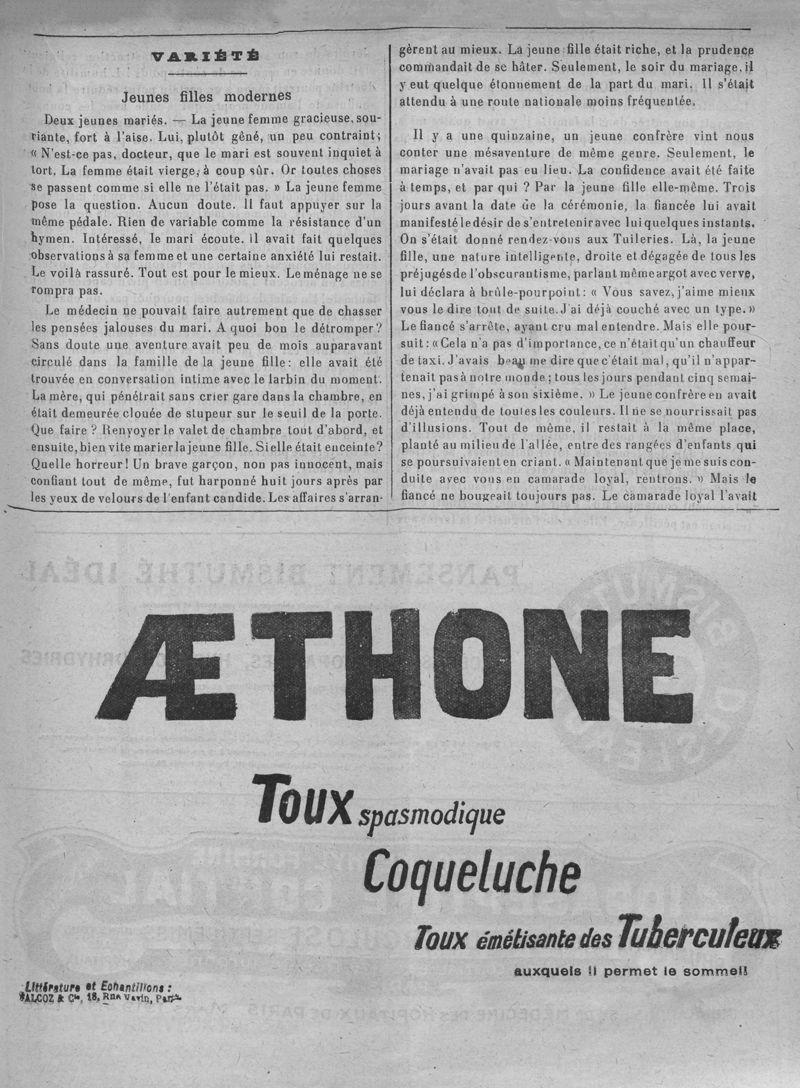 VARIÉTÉ
Jeunes filles modernes
Deux jeunes mariés. — La jeune femme gracieuse, sou-
riante, fort à l'aise. Lui, plutôt gêné, un peu contraint;
« N'est-ce pas, docteur, que le mari est souvent inquiet à
tort. La femme était vierge, à coup sûr. Or toutes choses
se passent comme si elle ne l'était pas. » La jeune femme
pose la question. Aucun doute. Il faut appuyer sur la
même pédale. Rien de variable comme la résistance d'un
hymen. Intéressé, le mari écoute. il avait fait quelques
observations à sa femme et une certaine anxiété lui restait.
Le voilà rassuré. Tout est pour le mieux. Le ménage ne se
rompra pas.
Le médecin ne pouvait faire autrement que de chasser
les pensées jalouses du mari. A quoi bon le détromper?
Sans doute une aventure avait peu de mois auparavant
circulé dans la famille de la jeune fille: elle avait été
trouvée en conversation intime avec le larbin du moment.
La mère, qui pénétrait sans crier gare dans la chambre, en
était demeurée clouée de stupeur sur le seuil de la porte.
Que faire? Renyoyer le valet de chambre tout d'abord, et
ensuite, bien vite marier la jeune fille. Si elle était enceinte?
Quelle horreur! Un brave garçon, non pas innocent, mais
confiant tout de même, fut harponné huit jours après par
les yeux de velours de l'enfant candide. Les affaires s'arran-
gèrent au mieux. La jeune fille était riche, et la prudence
commandait de se hâter. Seulement, le soir du mariage, il
y eut quelque étonnement de la part du mari. Il s'était
attendu à une route nationale moins fréquentée.
Il y a une quinzaine, un jeune confrère vint nous
conter une mésaventure de même genre. Seulement, le
mariage n'avait pas eu lieu. La confidence avait été faite
à temps, et par qui? Par la jeune fille elle-même. Trois
jours avant la date de la cérémonie, la fiancée lui avait
manifesté le désir de s'entretenir avec lui quelques instants.
On s'était donné rendez-vous aux Tuileries. Là, la jeune
fille, une nature intelligente, droite et dégagée de tous les
préjugés de l'obscurantisme, parlant même argot avec verve,
lui déclara à brûle-pourpoint: « Vous savez, j'aime mieux
vous le dire tout de suite. J'ai déjà couché avec un type. »
Le fiancé s'arrête, ayant cru mal entendre. Mais elle pour-
suit: « Cela n'a pas d'importance, ce n'était qu'un chauffeur
de taxi. J'avais beau me dire que c'était mal, qu'il n'appar-
tenait pas à notre monde; tous les jours pendant cinq semai-
nes, j'ai grimpé à son sixième. » Le jeune confrère en avait
déjà entendu de toutes les couleurs. Il ne se nourrissait pas
d'illusions. Tout de même, il restait à la même place,
planté au milieu de l'allée, entre des rangées d'enfants qui
se poursuivaient en criant. « Maintenant que je me suis con-
duite avec vous en camarade loyal, rentrons. » Mais le
fiancé ne bougeait toujours pas. Le camarade loyal l'avait
ÆTHONE
Toux spasmodique
Coqueluche
Toux émétisante des Tuberculeux
auxquels il permet le sommeil
Littérature et Echantillons:
FALCOZ & Cie, 18, Rue Vavin, Paris